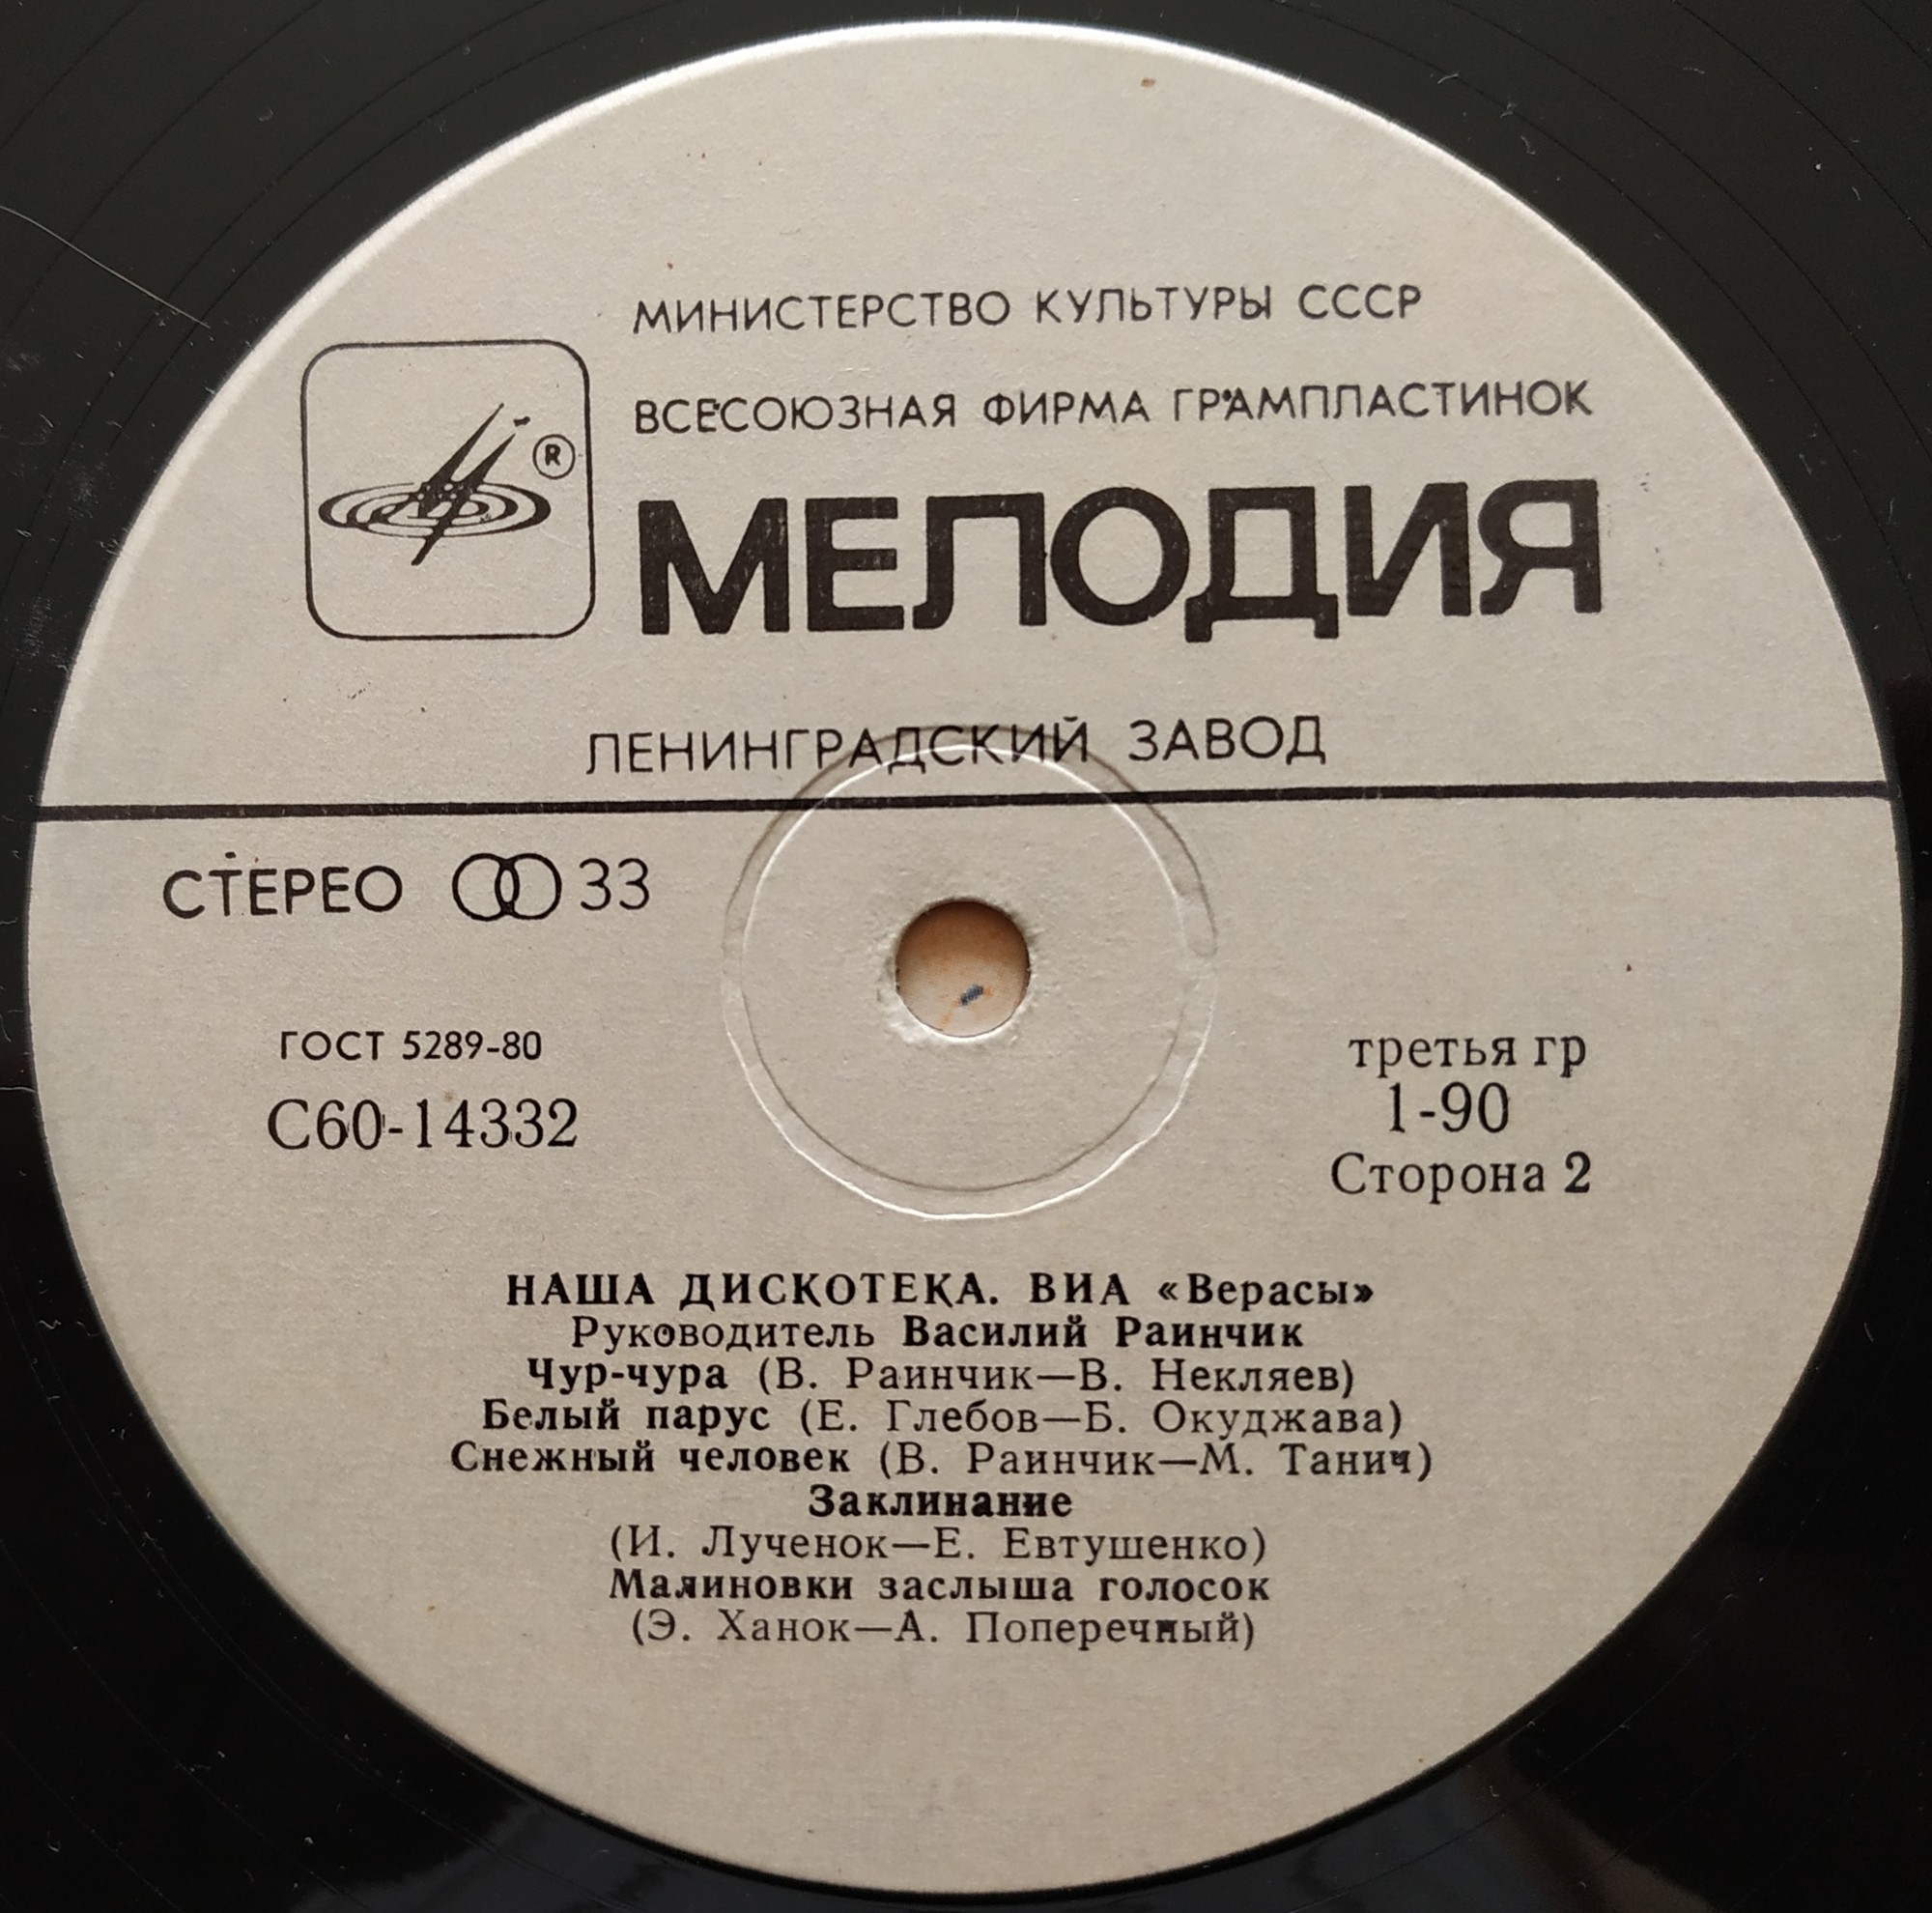 МИНИСТЕРСТВО КУЛЬТУРЫ СССР
ВСЕСОЮЗНАЯ ФИРМА ГРАМПЛАСТИНОК
®
МЕЛОДИЯ
ЛЕНИНГРАДСКИЙ ЗАВОД
СТЕРЕО 33
ГОСТ 5289-80
С60-14332
третья гр
1-90
Сторона 2
НАША ДИСКОТЕКА. ВИА «Верасы»
Руководитель Василий Раинчик
Чур-чура (В. Раинчик—В. Некляев)
Белый парус (Е. Глебов—Б. Окуджава)
Снежный человек (В. Раинчик—М. Танич)
Заклинание
(И. Лученок—Е. Евтушенко)
Малиновки заслыша голосок
(Э. Ханок—А. Поперечный)